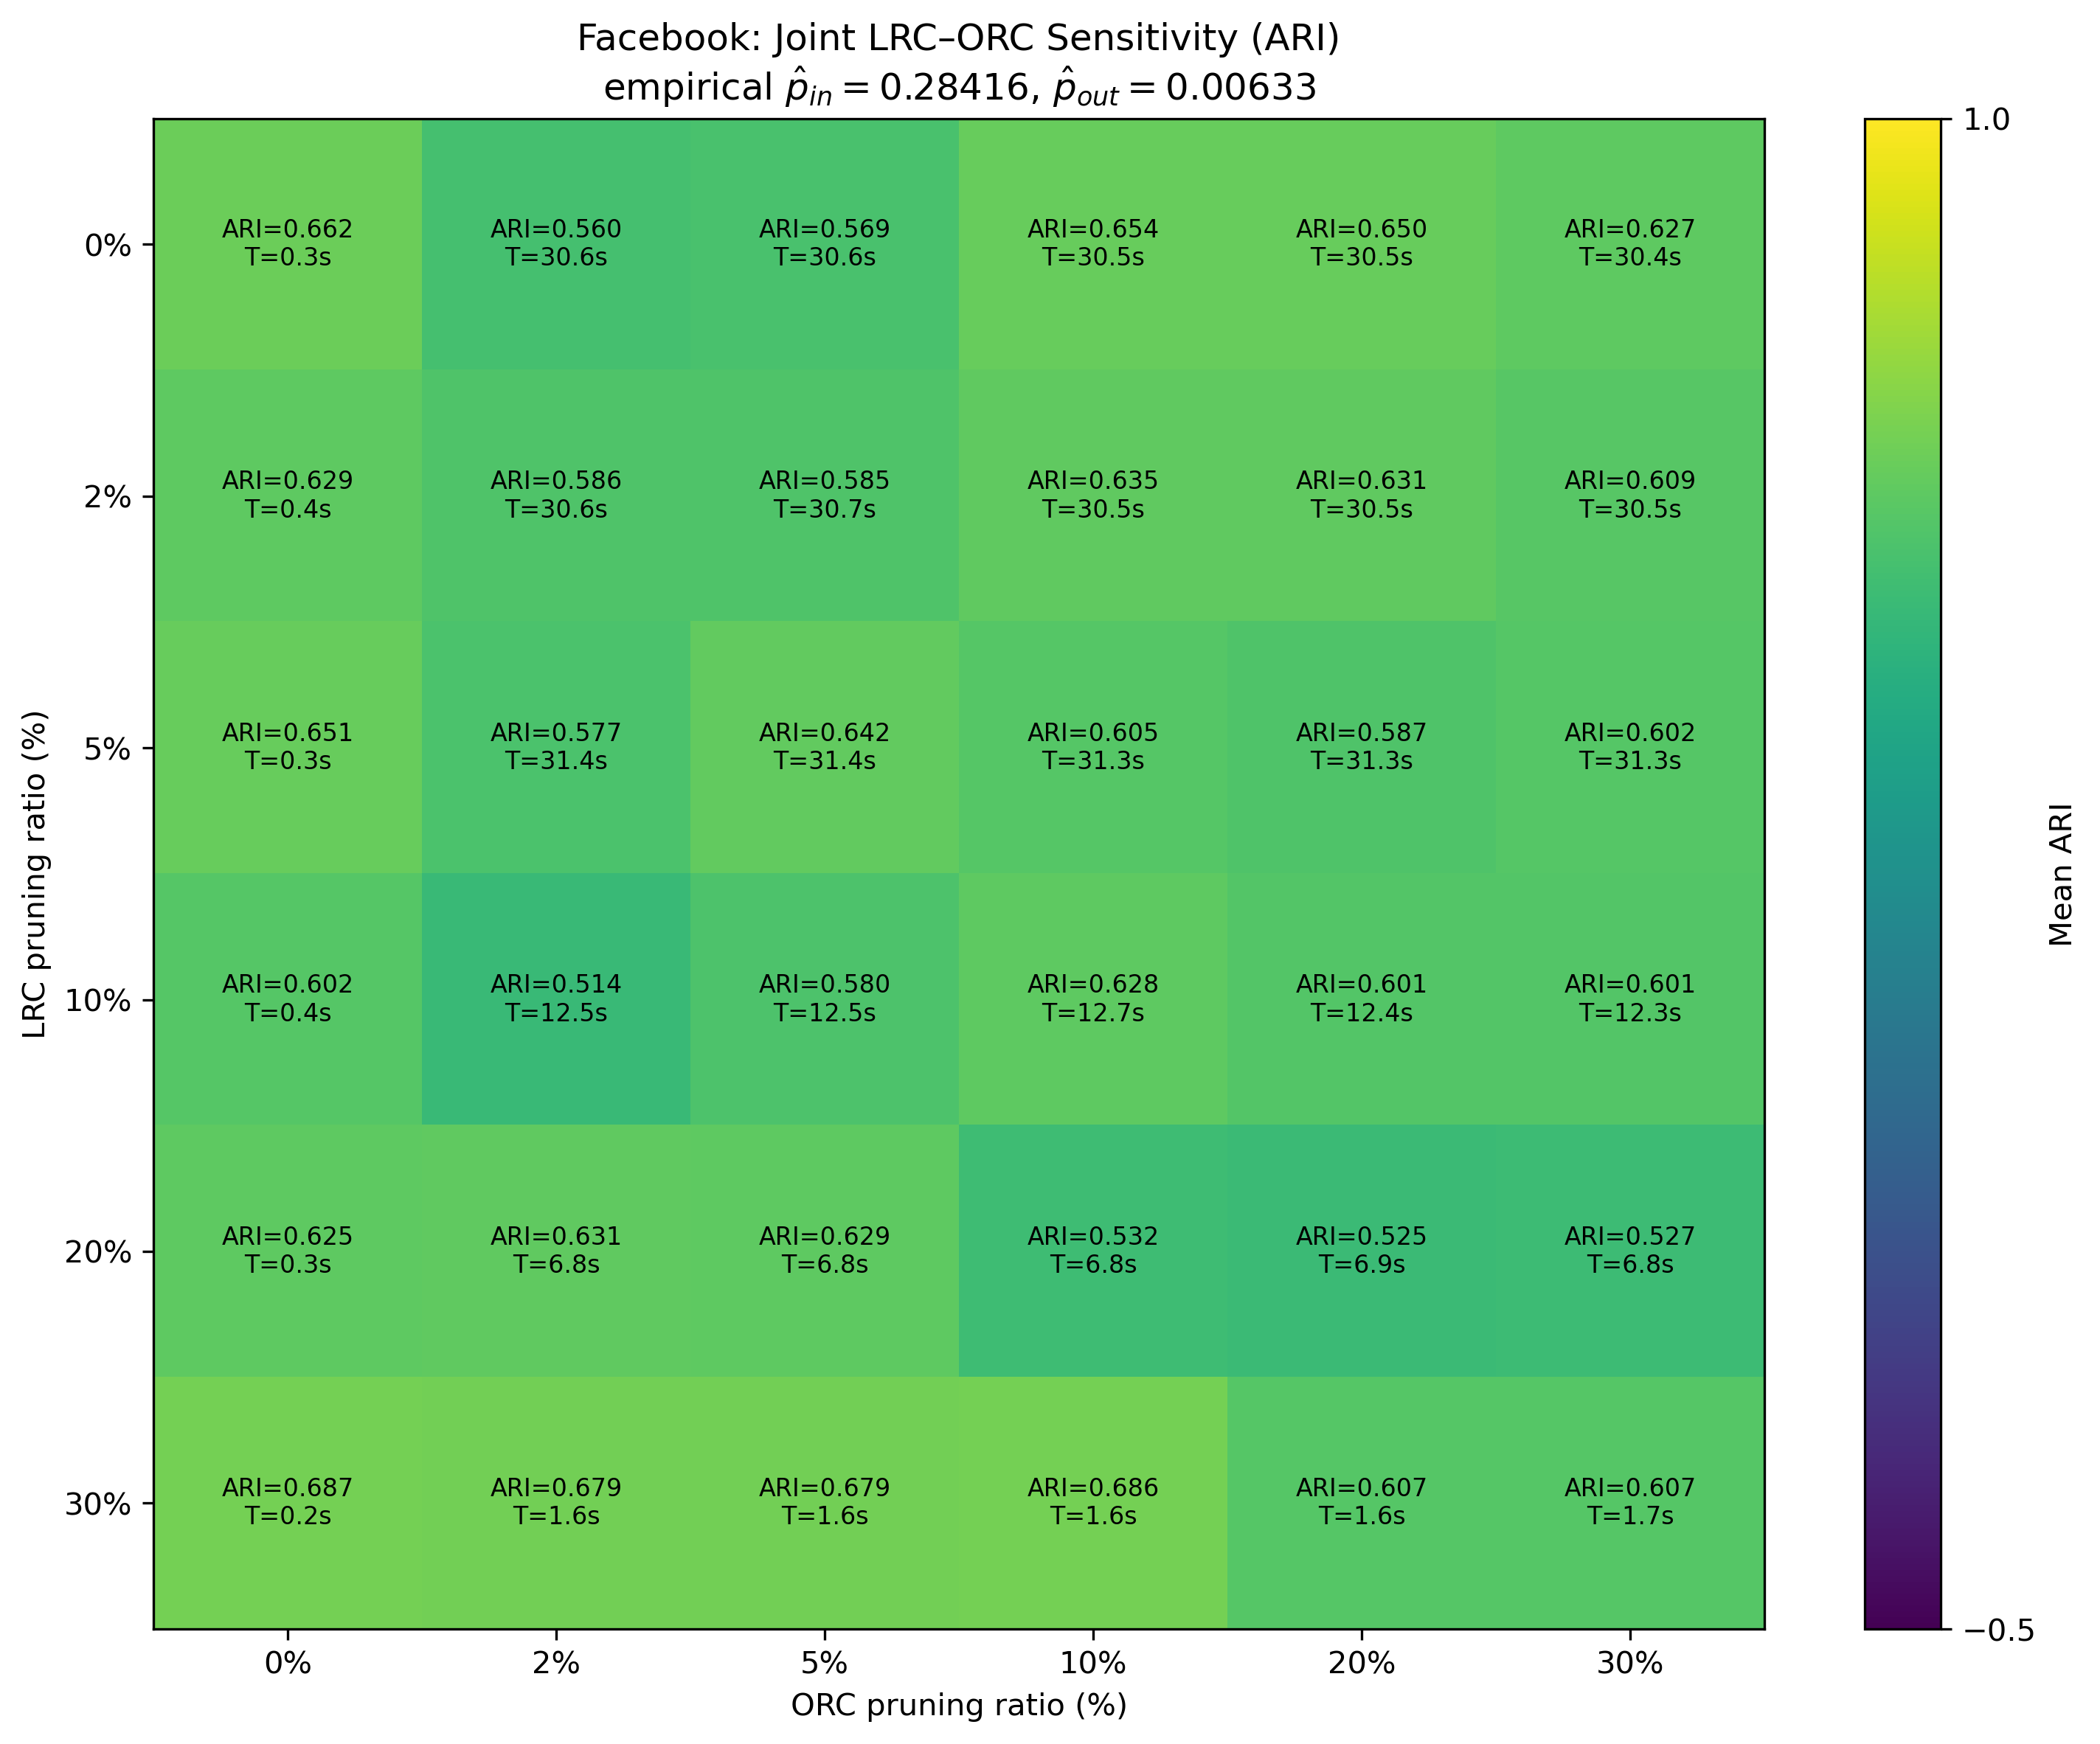 Facebook: Joint LRC–ORC Sensitivity (ARI)
empirical p̂_in = 0.28416, p̂_out = 0.00633
1.0
ARI=0.662 ARI=0.560 ARI=0.569 ARI=0.654 ARI=0.650 ARI=0.627
0% T=0.3s T=30.6s T=30.6s T=30.5s T=30.5s T=30.4s
ARI=0.629 ARI=0.586 ARI=0.585 ARI=0.635 ARI=0.631 ARI=0.609
2% T=0.4s T=30.6s T=30.7s T=30.5s T=30.5s T=30.5s
ARI=0.651 ARI=0.577 ARI=0.642 ARI=0.605 ARI=0.587 ARI=0.602
5% T=0.3s T=31.4s T=31.4s T=31.3s T=31.3s T=31.3s
ARI=0.602 ARI=0.514 ARI=0.580 ARI=0.628 ARI=0.601 ARI=0.601
10% T=0.4s T=12.5s T=12.5s T=12.7s T=12.4s T=12.3s
ARI=0.625 ARI=0.631 ARI=0.629 ARI=0.532 ARI=0.525 ARI=0.527
20% T=0.3s T=6.8s T=6.8s T=6.8s T=6.9s T=6.8s
ARI=0.687 ARI=0.679 ARI=0.679 ARI=0.686 ARI=0.607 ARI=0.607
30% T=0.2s T=1.6s T=1.6s T=1.6s T=1.6s T=1.7s
LRC pruning ratio (%)
Mean ARI
−0.5
0% 2% 5% 10% 20% 30%
ORC pruning ratio (%)